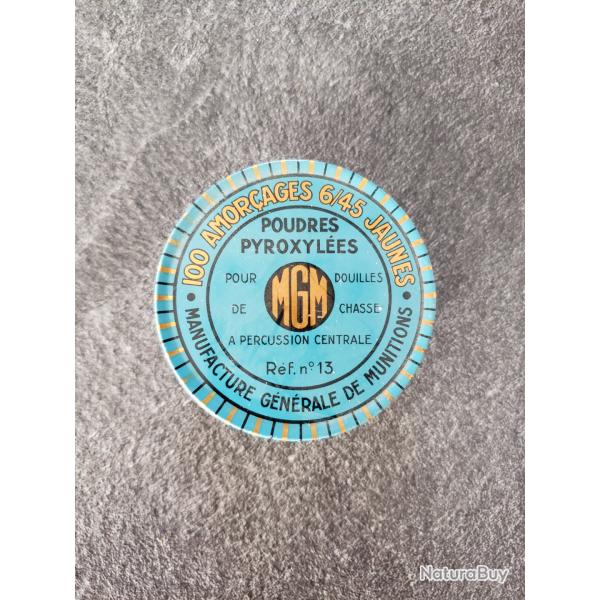 100 AMORÇAGES 6/45 JAUNES
POUDRES
PYROXYLÉES
POUR DOUILLES
MGM
DE CHASSE
A PERCUSSION CENTRALE
Réf. n° 13
• MANUFACTURE GÉNÉRALE DE MUNITIONS •
NaturaBuy